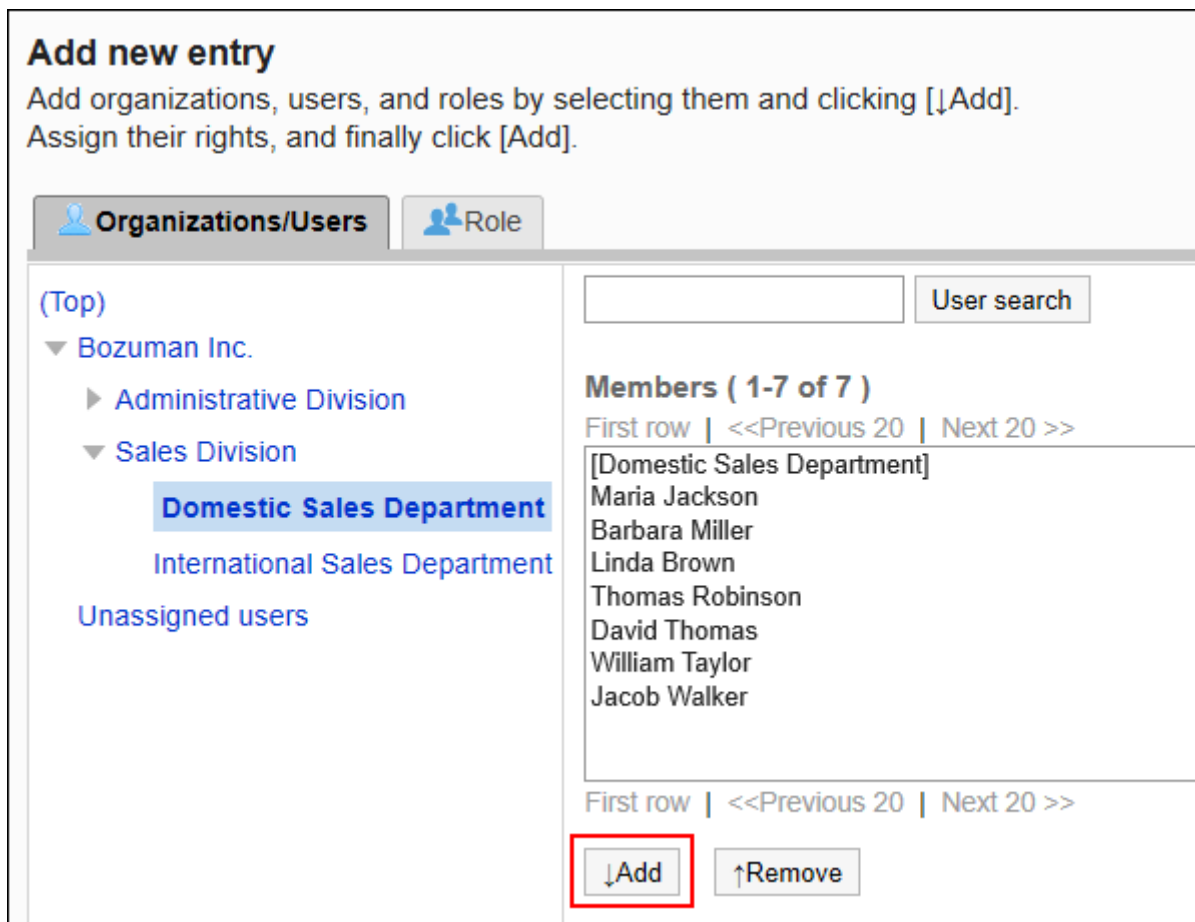 Add new entry
Add organizations, users, and roles by selecting them and clicking [↓Add].
Assign their rights, and finally click [Add].
Organizations/Users
Role
(Top)
Bozuman Inc.
Administrative Division
Sales Division
Domestic Sales Department
International Sales Department
Unassigned users
User search
Members ( 1-7 of 7 )
First row | <<Previous 20 | Next 20 >>
[Domestic Sales Department]
Maria Jackson
Barbara Miller
Linda Brown
Thomas Robinson
David Thomas
William Taylor
Jacob Walker
First row | <<Previous 20 | Next 20 >>
↓Add
↑Remove